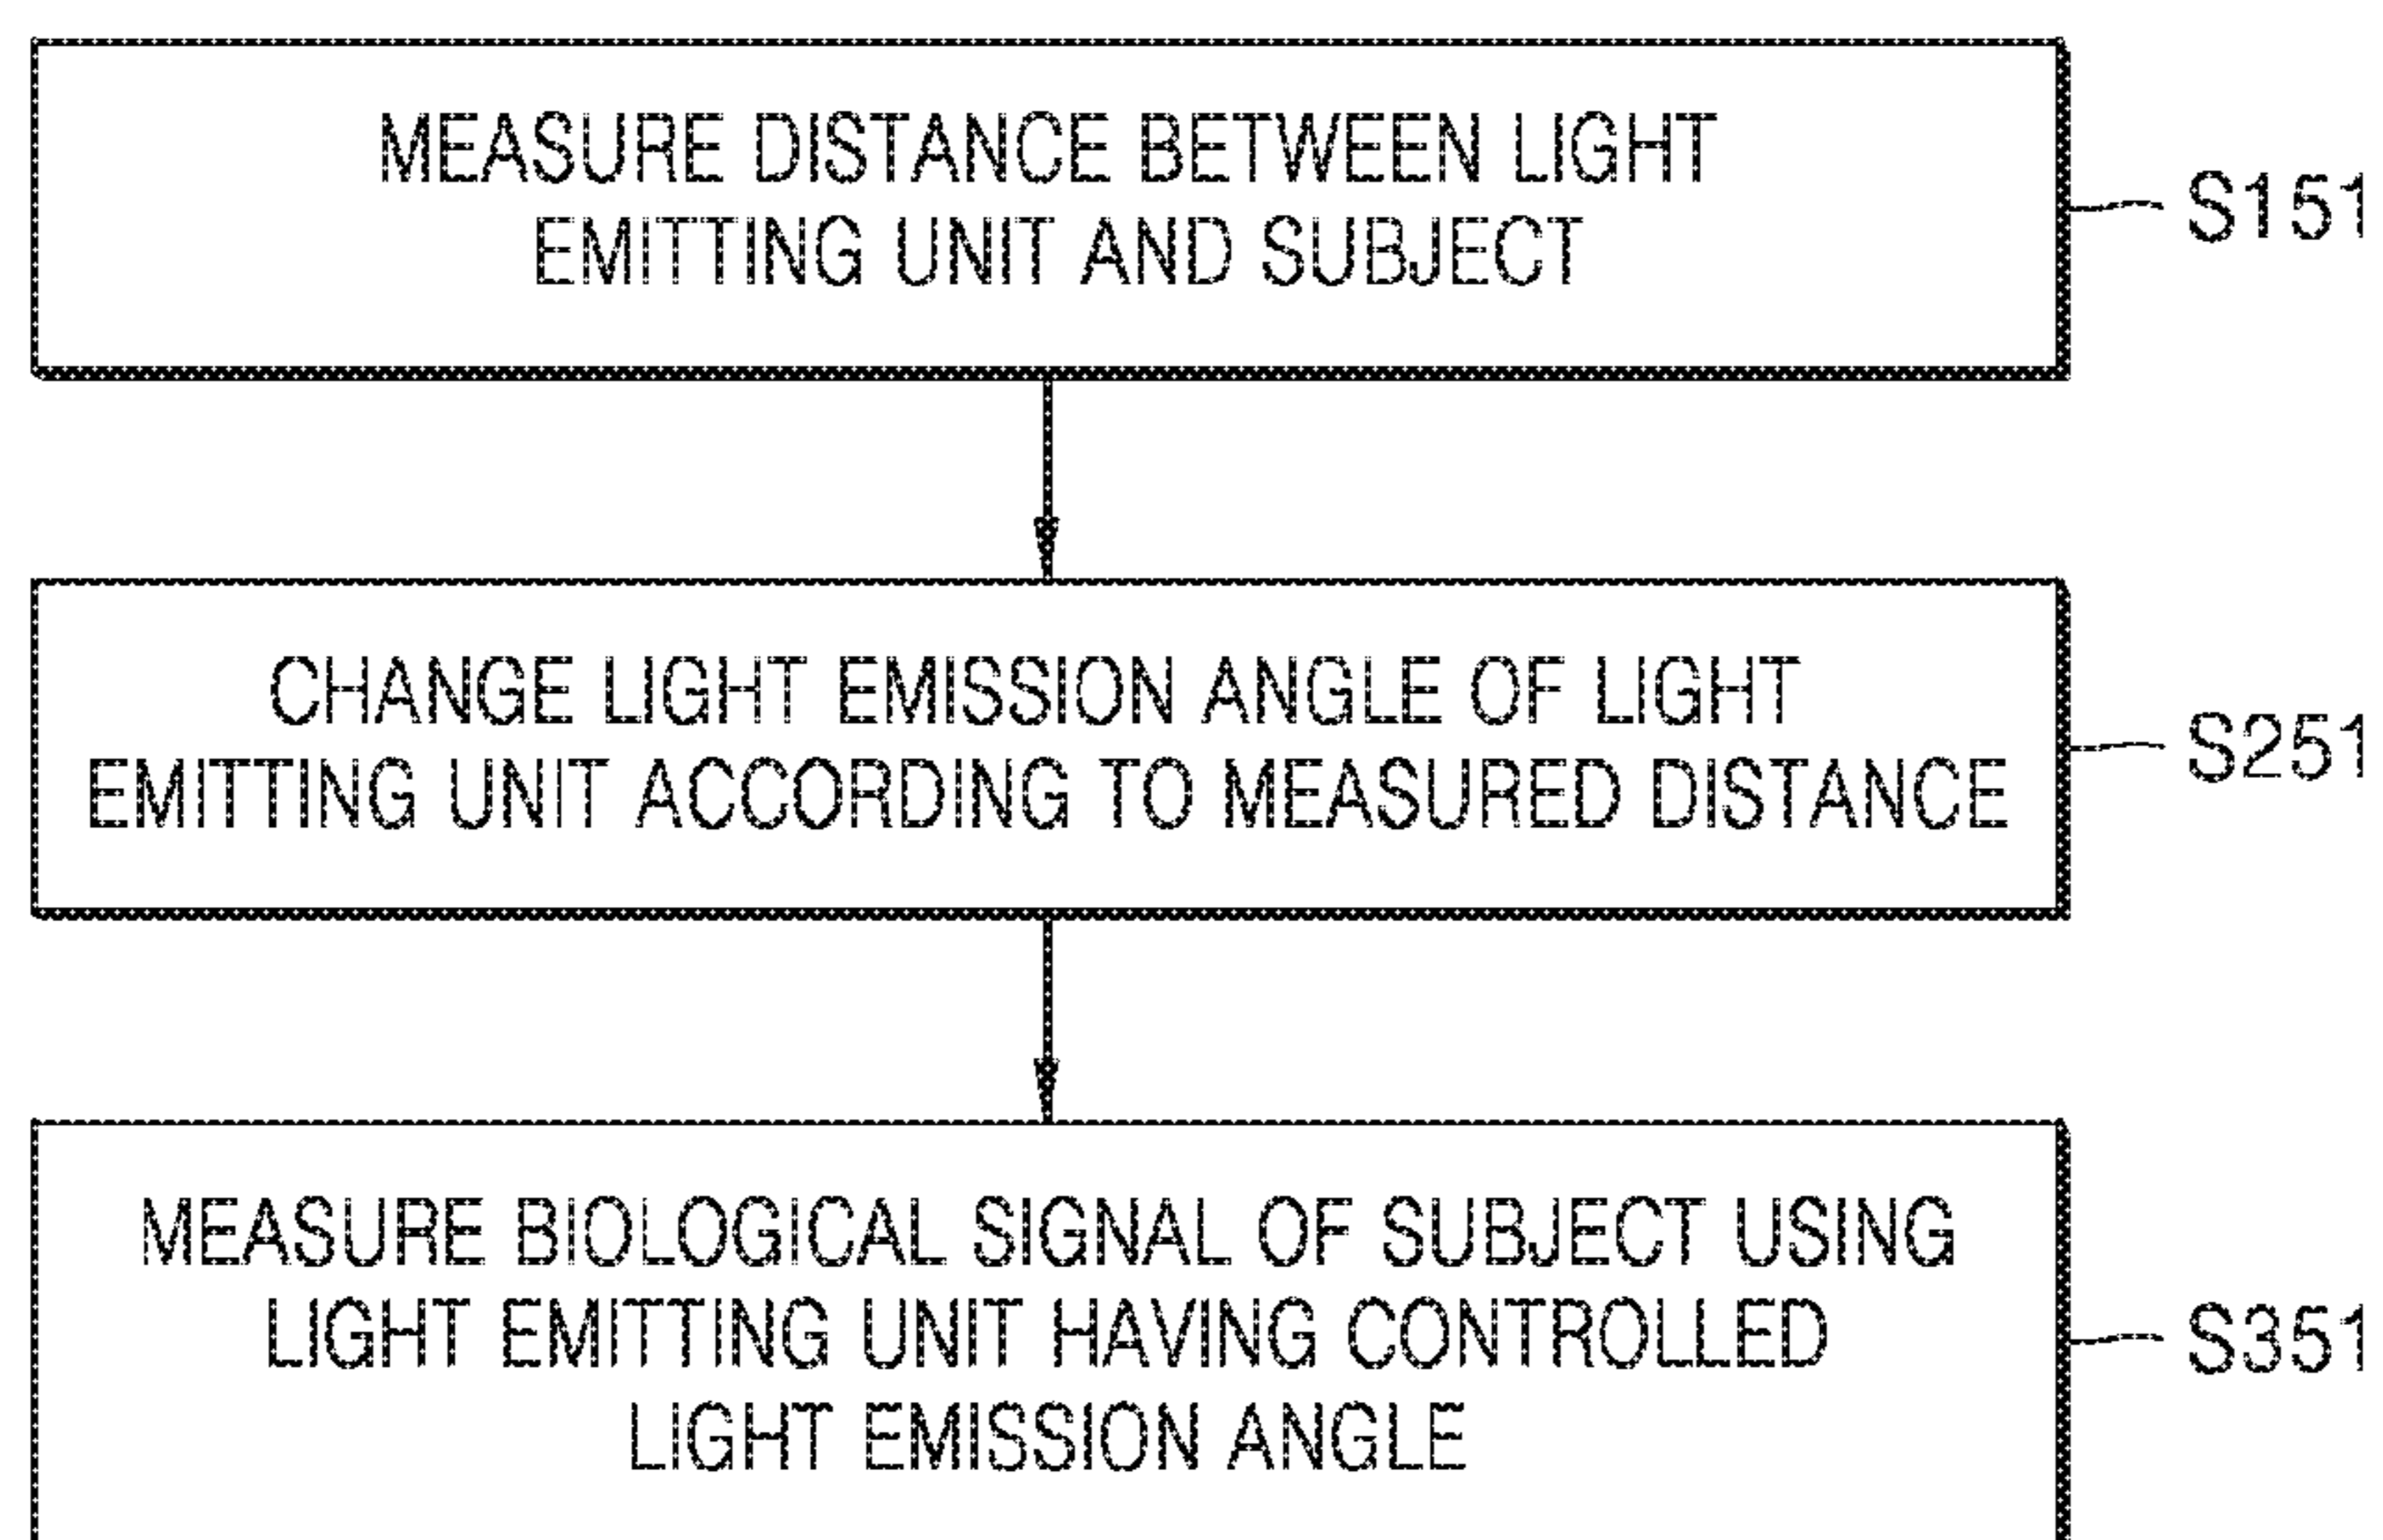 MEASURE DISTANCE BETWEEN LIGHT
EMITTING UNIT AND SUBJECT
S151
CHANGE LIGHT EMISSION ANGLE OF LIGHT
EMITTING UNIT ACCORDING TO MEASURED DISTANCE
S251
MEASURE BIOLOGICAL SIGNAL OF SUBJECT USING
LIGHT EMITTING UNIT HAVING CONTROLLED
LIGHT EMISSION ANGLE
S351